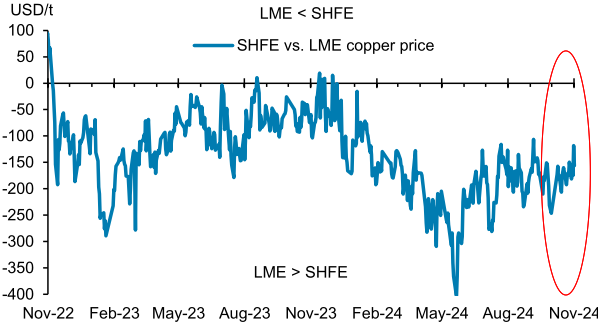 USD/t
LME < SHFE
100
SHFE vs. LME copper price
50
0
-50
-100
-150
-200
-250
-300
LME > SHFE
-350
-400
Nov-22 Feb-23 May-23 Aug-23 Nov-23 Feb-24 May-24 Aug-24 Nov-24